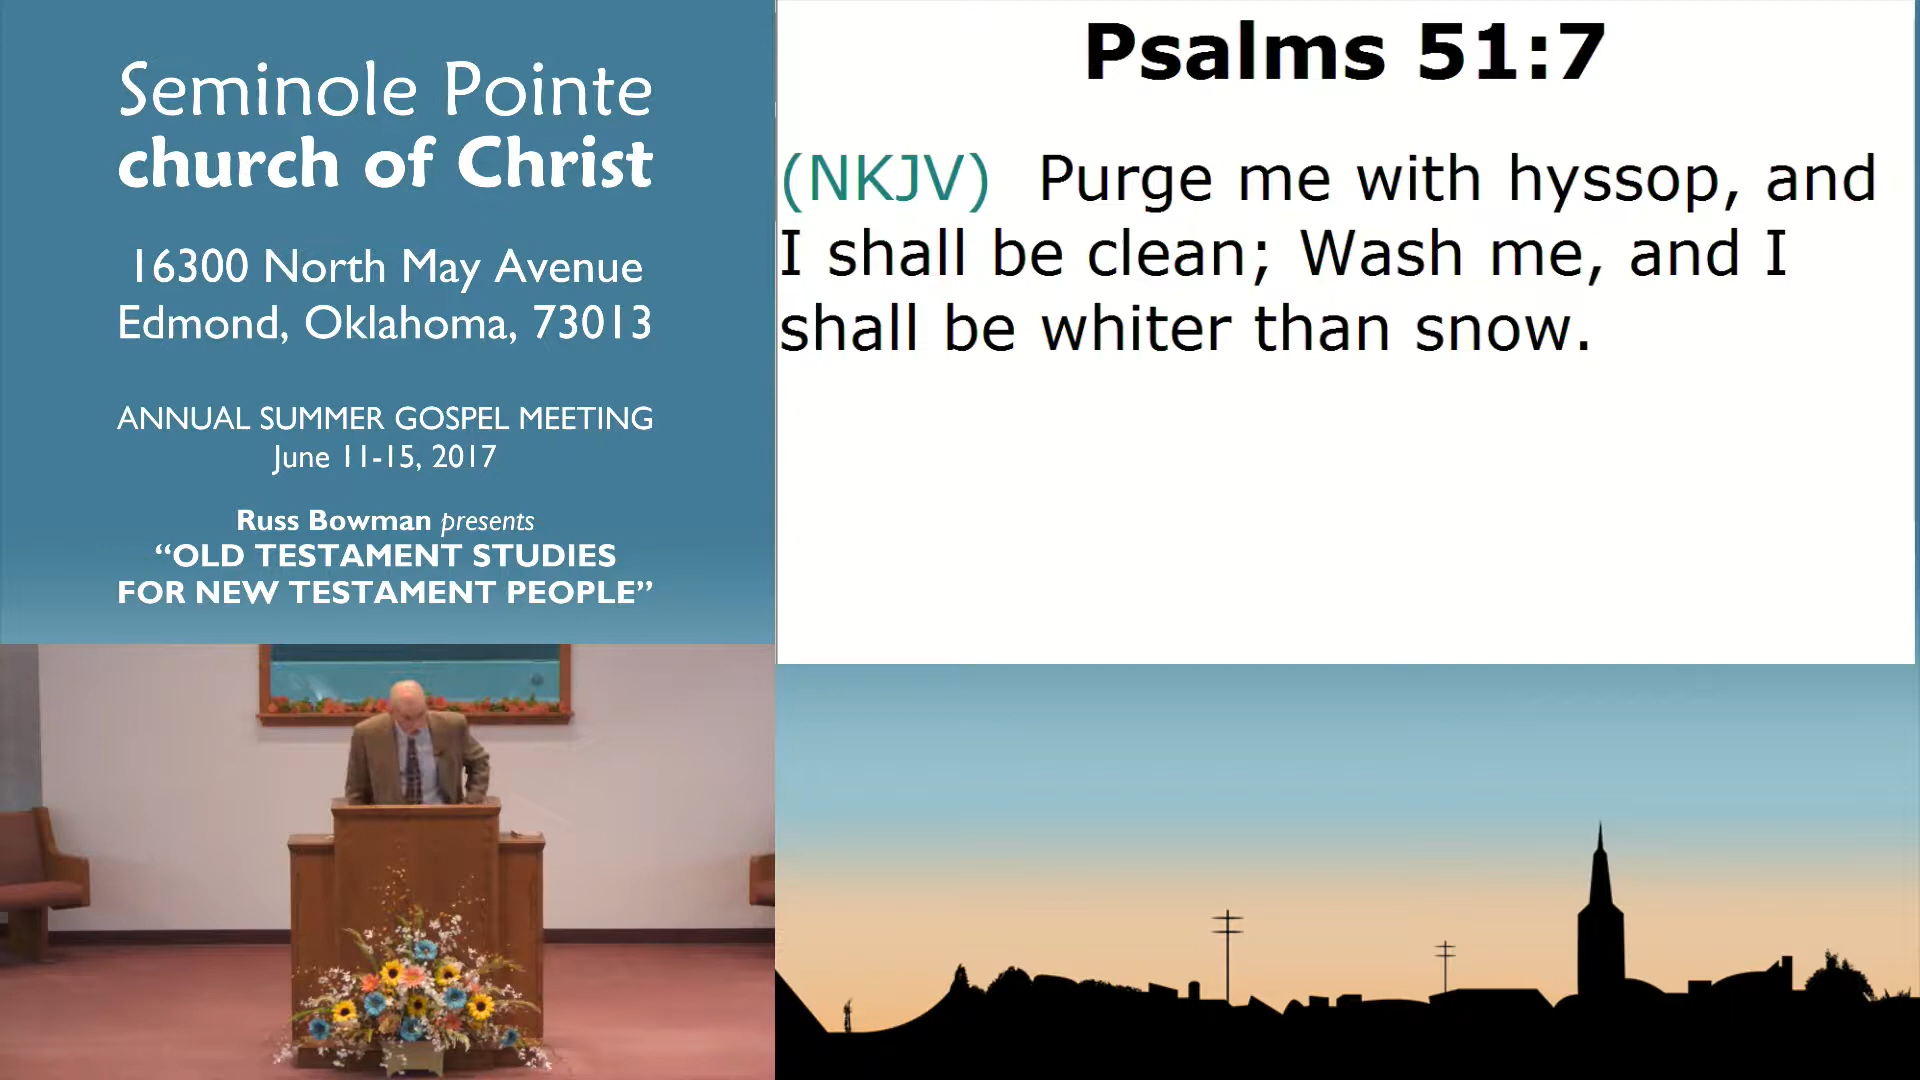 Seminole Pointe
church of Christ
16300 North May Avenue
Edmond, Oklahoma, 73013
ANNUAL SUMMER GOSPEL MEETING
June 11-15, 2017
Russ Bowman presents
“OLD TESTAMENT STUDIES
FOR NEW TESTAMENT PEOPLE”
Psalms 51:7
(NKJV) Purge me with hyssop, and
I shall be clean; Wash me, and I
shall be whiter than snow.